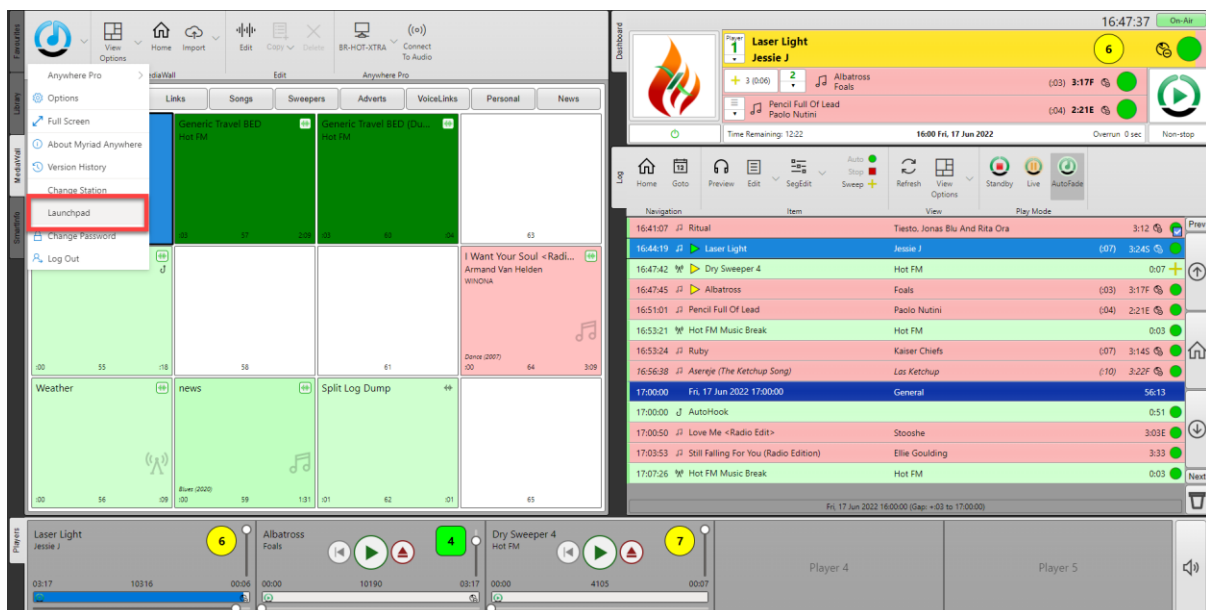 Favourites
Library
MediaWall
SmartInfo
View
Options
Home
Import
Edit
Copy
Delete
BR-HOT-XTRA
Connect
To Audio
Edit
Anywhere Pro
Anywhere Pro
Options
Full Screen
About Myriad Anywhere
Version History
Change Station
Launchpad
Change Password
Log Out
Links
Songs
Sweepers
Adverts
VoiceLinks
Personal
News
Generic Travel BED
Hot FM
:03 57 2:09
Generic Travel BED (Du...
Hot FM
:03 60 :04
63
:00 55 :18
58
61
I Want Your Soul <Radi...
Armand Van Helden
WINONA
Dance (2007)
:00 64 3:09
Weather
:00 56 :09
news
Blues (2020)
:00 59 1:31
Split Log Dump
:01 62 :01
65
Dashboard
16:47:37 On-Air
Player
1
Laser Light
Jessie J
6
3 (0:06)
2
Albatross
Foals
(:03) 3:17F
Pencil Full Of Lead
Paolo Nutini
(:04) 2:21E
Time Remaining: 12:22
16:00 Fri, 17 Jun 2022
Overrun 0 sec
Non-stop
Log
Home
12
Goto
Preview
Edit
SegEdit
Auto
Stop
Sweep
Refresh
View
Options
Standby
Live
AutoFade
Navigation
Item
View
Play Mode
16:41:07 Ritual Tiesto, Jonas Blu And Rita Ora 3:12
16:44:19 Laser Light Jessie J (:07) 3:24S
16:47:42 Dry Sweeper 4 Hot FM 0:07
16:47:45 Albatross Foals (:03) 3:17F
16:51:01 Pencil Full Of Lead Paolo Nutini (:04) 2:21E
16:53:21 Hot FM Music Break Hot FM 0:03
16:53:24 Ruby Kaiser Chiefs (:07) 3:14S
16:56:38 Asereje (The Ketchup Song) Las Ketchup (:10) 3:22F
17:00:00 Fri, 17 Jun 2022 17:00:00 General 56:13
17:00:00 AutoHook 0:51
17:00:50 Love Me <Radio Edit> Stooshe 3:03E
17:03:53 Still Falling For You (Radio Edition) Ellie Goulding 3:33
17:07:26 Hot FM Music Break Hot FM 0:03
Fri, 17 Jun 2022 16:00:00 (Gap: +:03 to 17:00:00)
Prev
Next
Players
Laser Light
Jessie J
6
03:17 10316 00:06
Albatross
Foals
4
00:00 10190 03:17
Dry Sweeper 4
Hot FM
7
00:00 4105 00:07
Player 4
Player 5